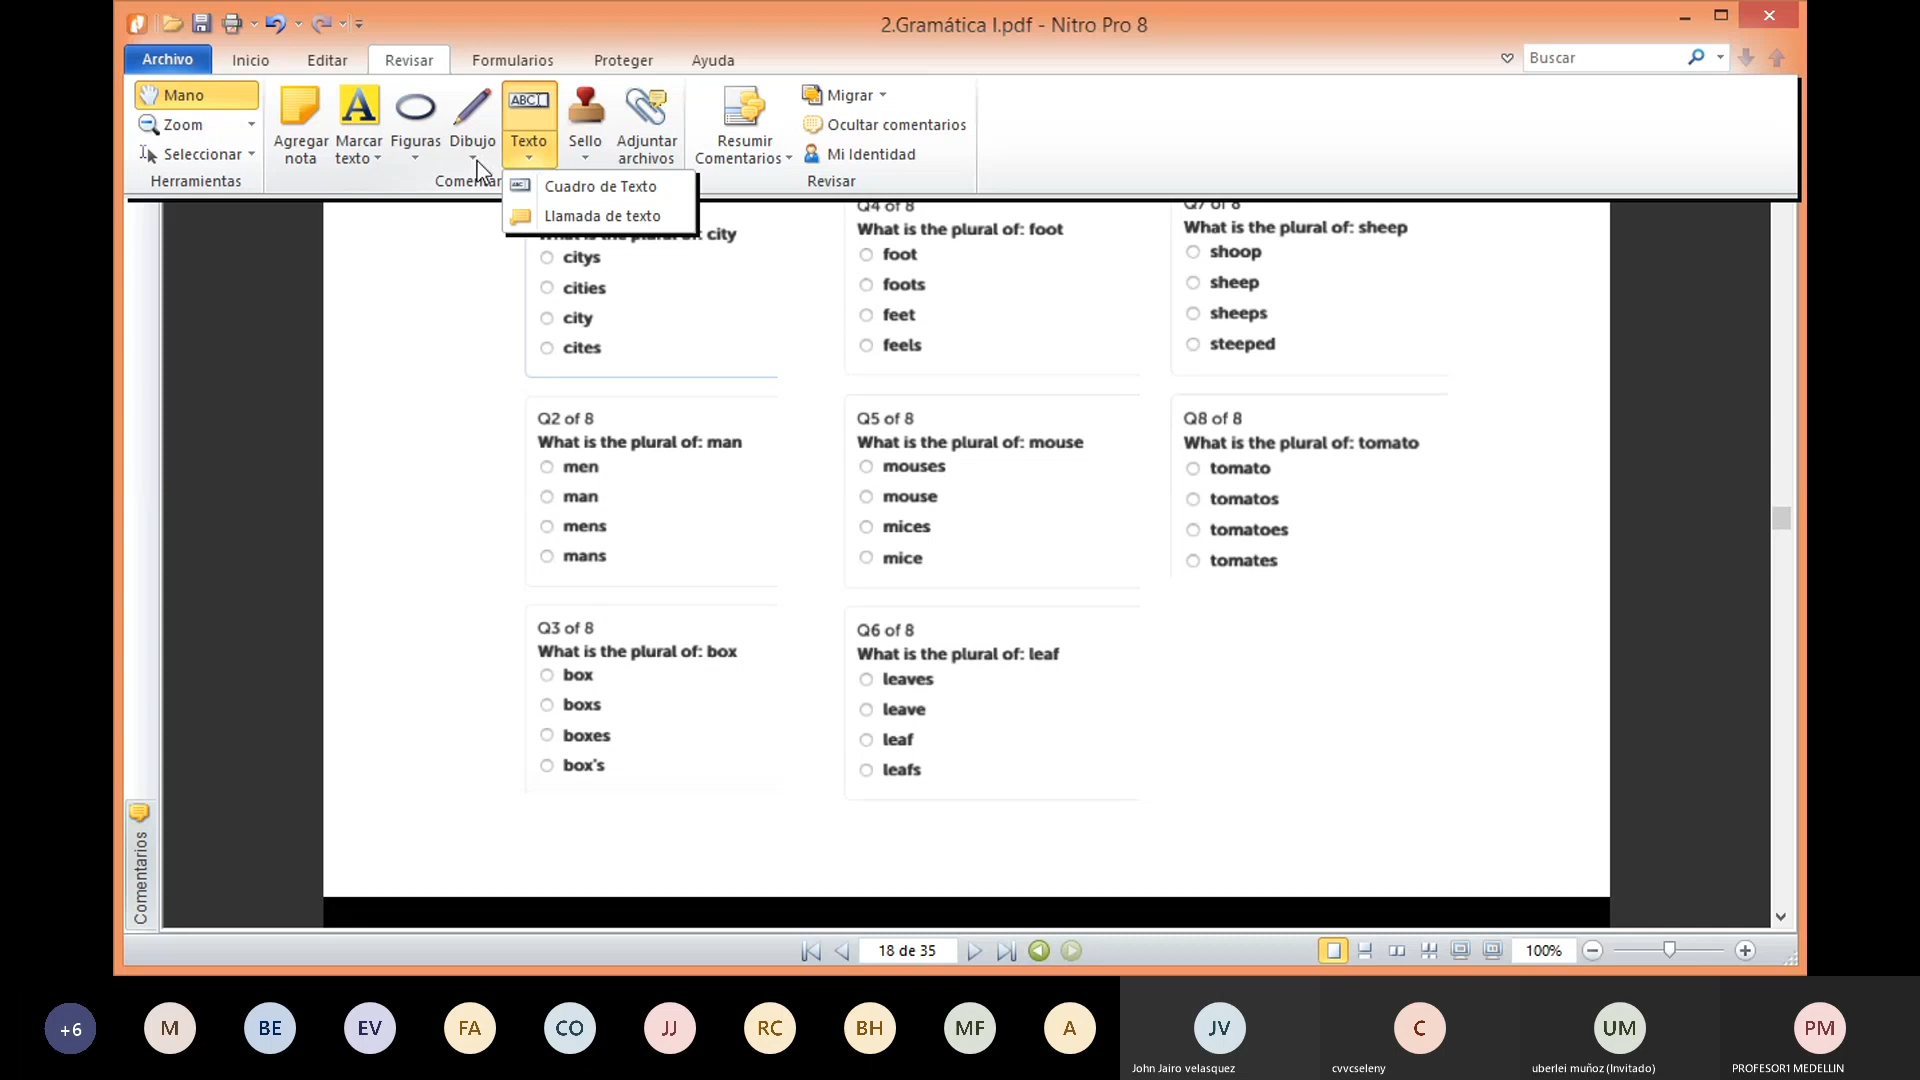 2.Gramática I.pdf - Nitro Pro 8
Archivo
Inicio
Editar
Revisar
Formularios
Proteger
Ayuda
Buscar
Mano
Zoom
Seleccionar
Herramientas
Agregar
nota
Marcar
texto
Figuras
Dibujo
ABC
Texto
Sello
Adjuntar
archivos
Cuadro de Texto
Llamada de texto
Resumir
Comentarios
Migrar
Ocultar comentarios
Mi Identidad
Revisar
city
citys
cities
city
cites
Q2 of 8
What is the plural of: man
men
man
mens
mans
Q3 of 8
What is the plural of: box
box
boxs
boxes
box's
Q4 of 8
What is the plural of: foot
foot
foots
feet
feels
Q5 of 8
What is the plural of: mouse
mouses
mouse
mices
mice
Q6 of 8
What is the plural of: leaf
leaves
leave
leaf
leafs
Q7 of 8
What is the plural of: sheep
shoop
sheep
sheeps
steeped
Q8 of 8
What is the plural of: tomato
tomato
tomatos
tomatoes
tomates
Comentarios
18 de 35
100%
+6
M
BE
EV
FA
CO
JJ
RC
BH
MF
A
JV
John Jairo velasquez
C
cvvcseleny
UM
uberlei muñoz (Invitado)
PM
PROFESOR1 MEDELLIN